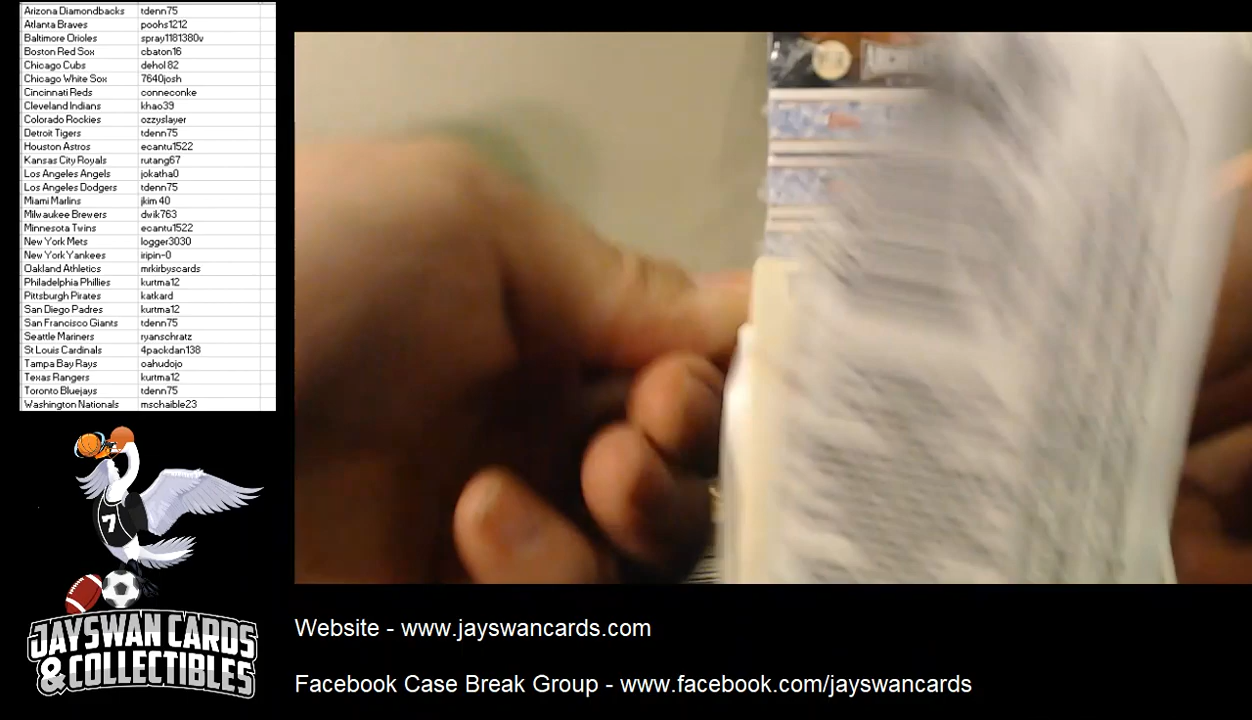 Arizona Diamondbacks tdenn75
Atlanta Braves poohs1212
Baltimore Orioles spray1181380v
Boston Red Sox cbaton16
Chicago Cubs dehol 82
Chicago White Sox 7640josh
Cincinnati Reds conneconke
Cleveland Indians khao39
Colorado Rockies ozzyslayer
Detroit Tigers tdenn75
Houston Astros ecantu1522
Kansas City Royals rutang67
Los Angeles Angels jokatha0
Los Angeles Dodgers tdenn75
Miami Marlins jkim 40
Milwaukee Brewers dwik763
Minnesota Twins ecantu1522
New York Mets logger3030
New York Yankees iripin-0
Oakland Athletics mrkirbyscards
Philadelphia Phillies kurtma12
Pittsburgh Pirates katkard
San Diego Padres kurtma12
San Francisco Giants tdenn75
Seattle Mariners ryanschratz
St Louis Cardinals 4packdan138
Tampa Bay Rays oahudojo
Texas Rangers kurtma12
Toronto Bluejays tdenn75
Washington Nationals mschaible23
7
JAYSWAN CARDS
& COLLECTIBLES
Website - www.jayswancards.com
Facebook Case Break Group - www.facebook.com/jayswancards